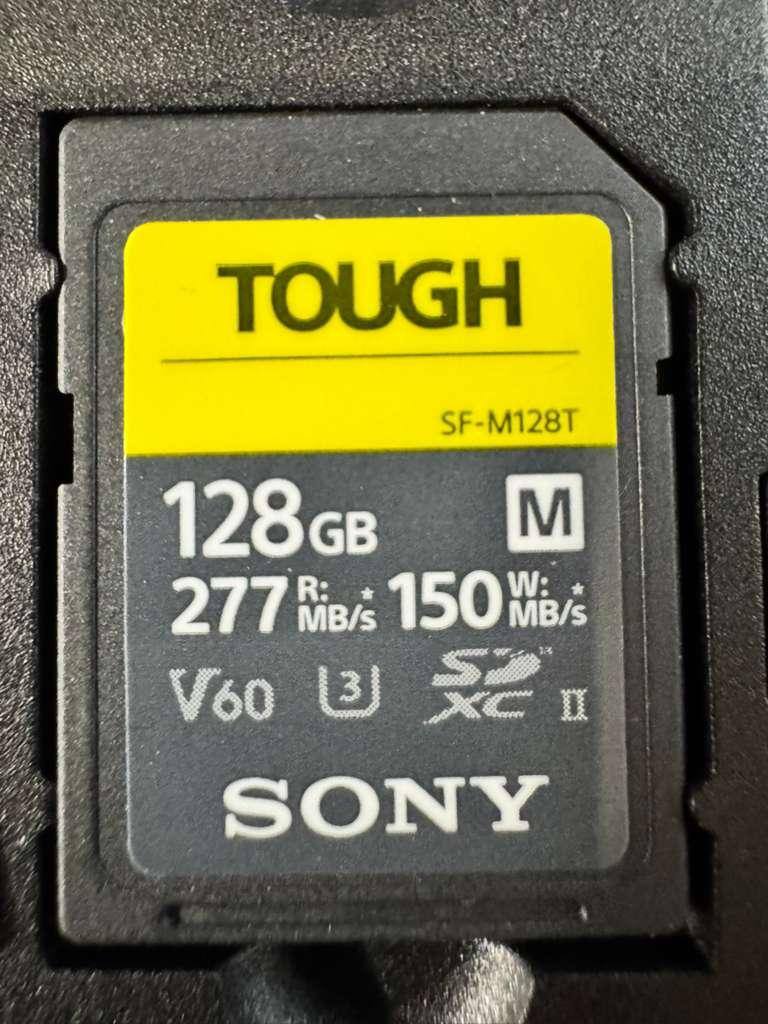 TOUGH
SF-M128T
128GB M
277 R: MB/s* 150 W: MB/s*
V60 3 SD XC II
SONY